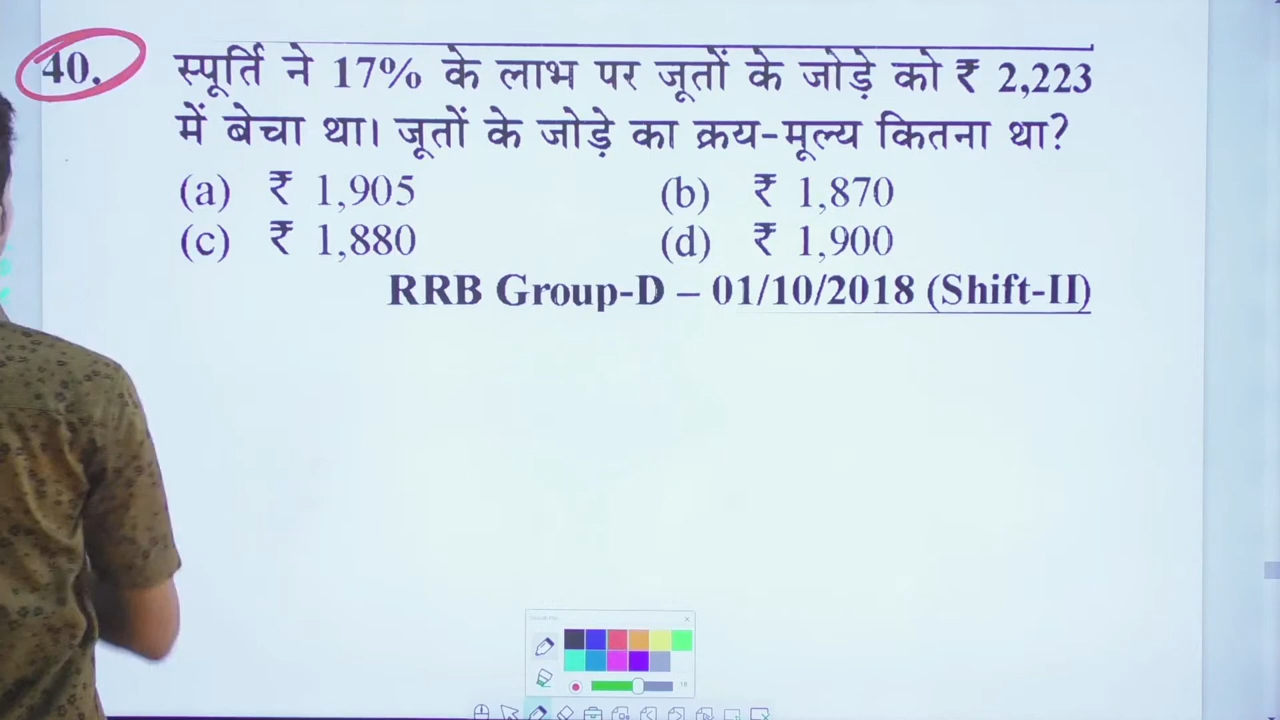 40. स्पूर्ति ने 17% के लाभ पर जूतों के जोड़े को ₹ 2,223
में बेचा था। जूतों के जोड़े का क्रय-मूल्य कितना था?
(a) ₹ 1,905 (b) ₹ 1,870
(c) ₹ 1,880 (d) ₹ 1,900
RRB Group-D – 01/10/2018 (Shift-II)